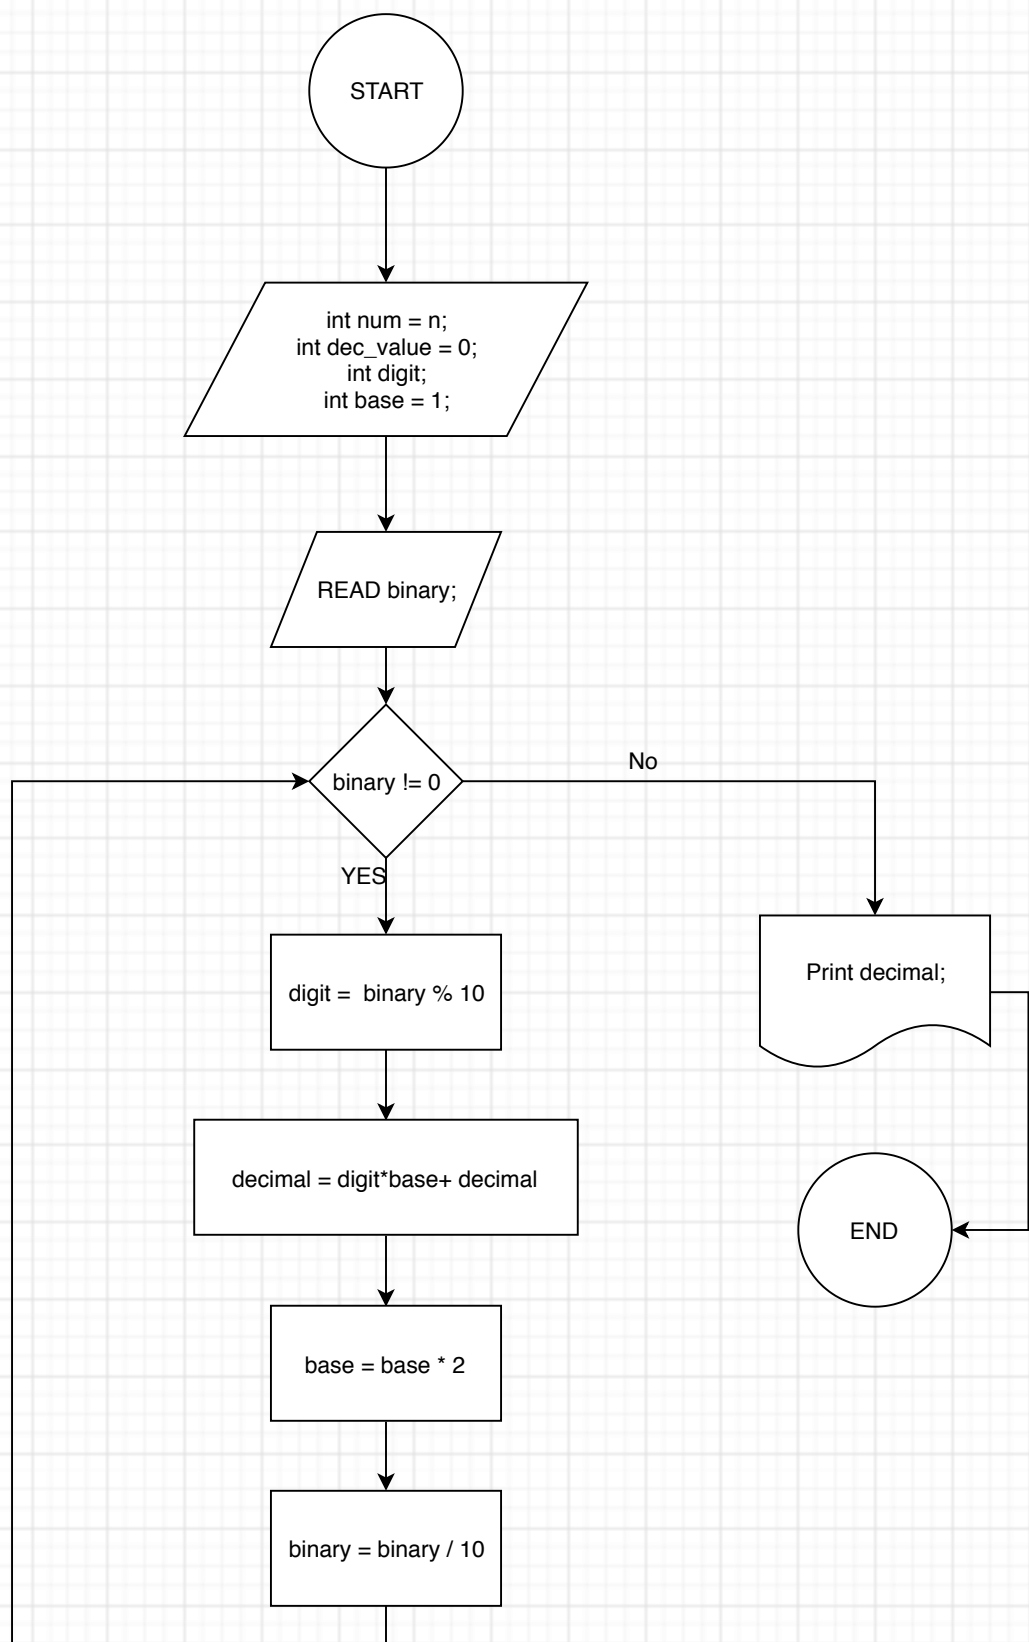 START
int num = n;
int dec_value = 0;
int digit;
int base = 1;
READ binary;
binary != 0
No
YES
digit =  binary % 10
Print decimal;
decimal = digit*base+ decimal
END
base = base * 2
binary = binary / 10